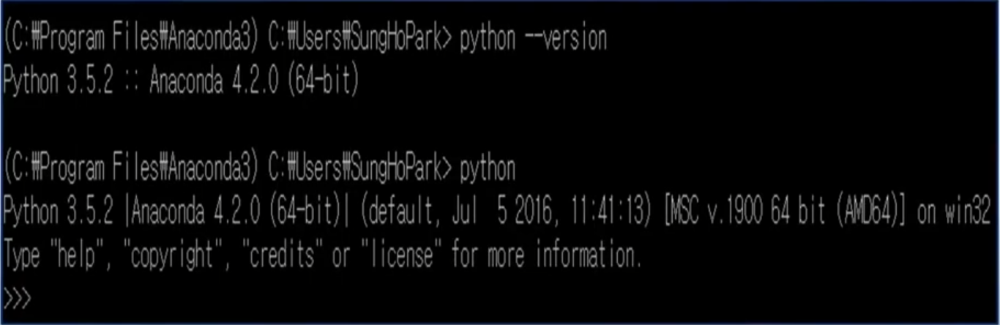 (C:₩Program Files₩Anaconda3) C:₩Users₩SungHoPark> python --version
Python 3.5.2 :: Anaconda 4.2.0 (64-bit)
(C:₩Program Files₩Anaconda3) C:₩Users₩SungHoPark> python
Python 3.5.2 |Anaconda 4.2.0 (64-bit)| (default, Jul  5 2016, 11:41:13) [MSC v.1900 64 bit (AMD64)] on win32
Type "help", "copyright", "credits" or "license" for more information.
>>>